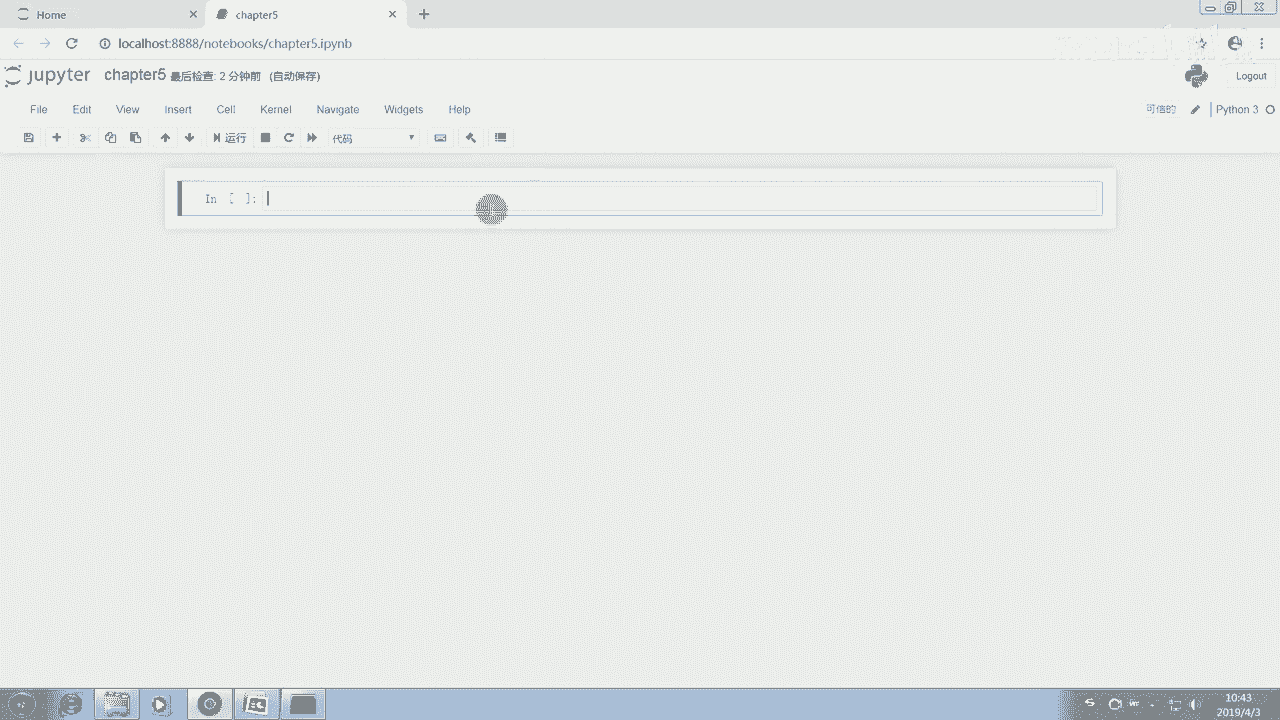 Home
chapter5
localhost:8888/notebooks/chapter5.ipynb
jupyter chapter5 最后检查: 2 分钟前 (自动保存)
Logout
File Edit View Insert Cell Kernel Navigate Widgets Help
可信的 Python 3
运行 代码
In [ ]:
10:43
2019/4/3